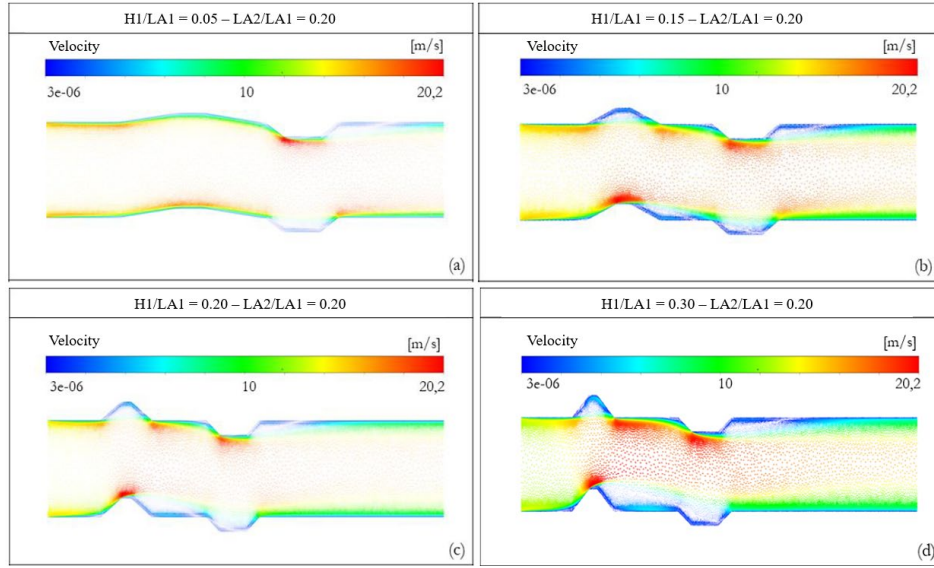 H1/LA1 = 0.05 – LA2/LA1 = 0.20
Velocity [m/s]
3e-06 10 20,2
(a)
H1/LA1 = 0.15 – LA2/LA1 = 0.20
Velocity [m/s]
3e-06 10 20,2
(b)
H1/LA1 = 0.20 – LA2/LA1 = 0.20
Velocity [m/s]
3e-06 10 20,2
(c)
H1/LA1 = 0.30 – LA2/LA1 = 0.20
Velocity [m/s]
3e-06 10 20,2
(d)